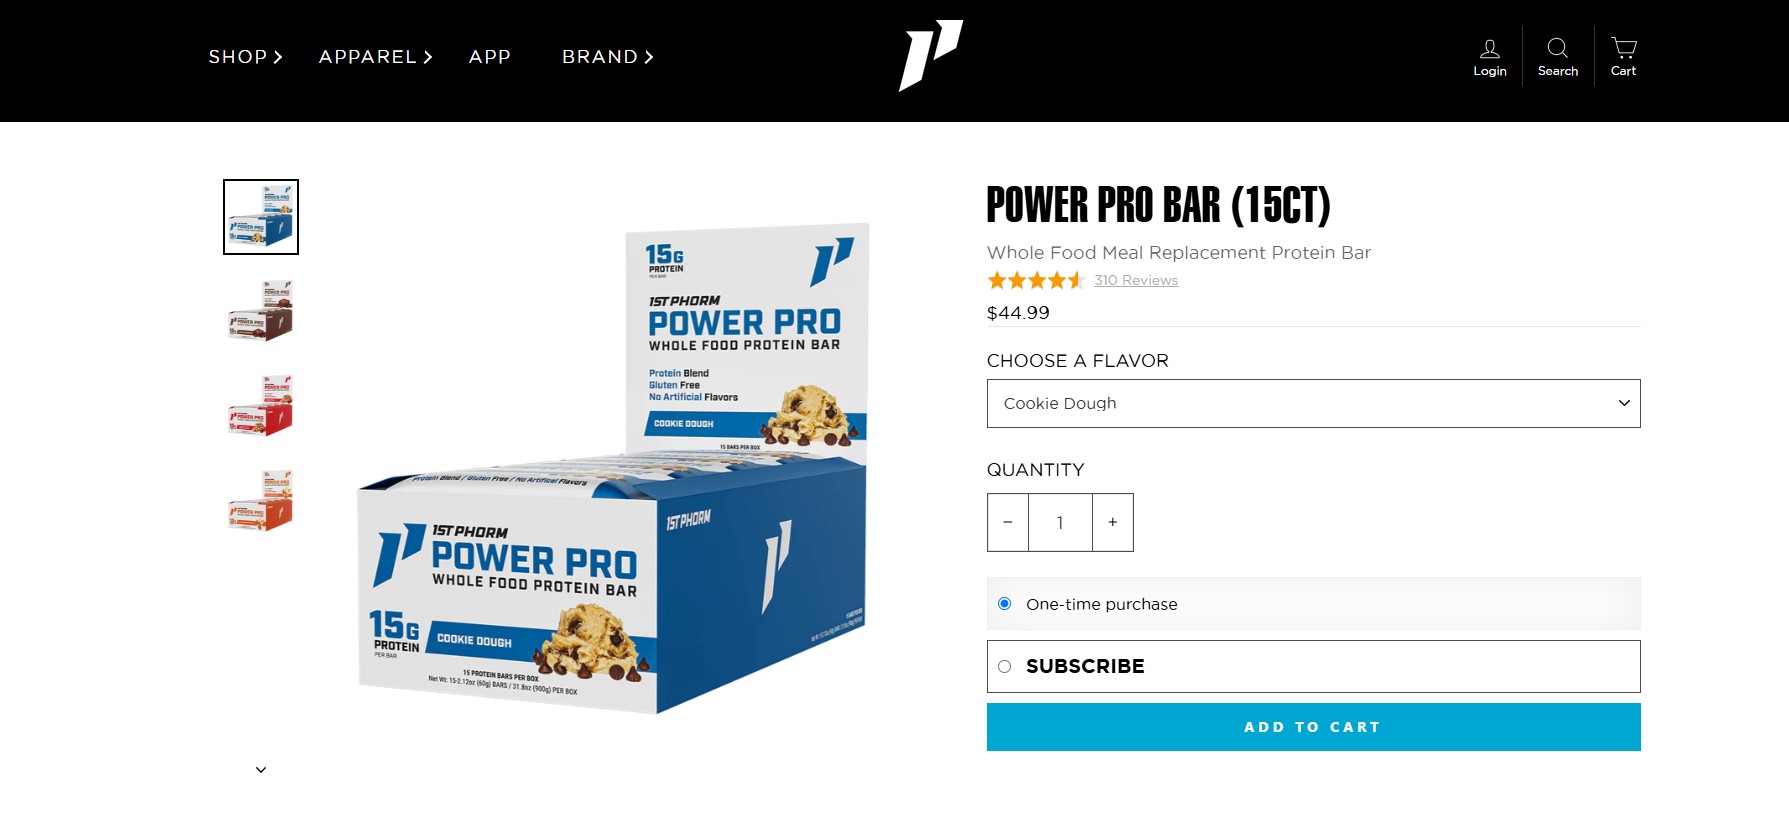 SHOP
APPAREL
APP
BRAND
Login
Search
Cart
15G
PROTEIN
PER BAR
1ST PHORM
POWER PRO
WHOLE FOOD PROTEIN BAR
Protein Blend
Gluten Free
No Artificial Flavors
COOKIE DOUGH
15 BARS PER BOX
Protein Blend / Gluten Free / No Artificial Flavors
1ST PHORM
1ST PHORM
POWER PRO
WHOLE FOOD PROTEIN BAR
15G
PROTEIN
PER BAR
COOKIE DOUGH
15 PROTEIN BARS PER BOX
Net Wt: 15-2.12oz (60g) BARS / 31.8oz (900g) PER BOX
POWER PRO BAR (15CT)
Whole Food Meal Replacement Protein Bar
310 Reviews
$44.99
CHOOSE A FLAVOR
Cookie Dough
QUANTITY
− 1 +
One-time purchase
SUBSCRIBE
ADD TO CART